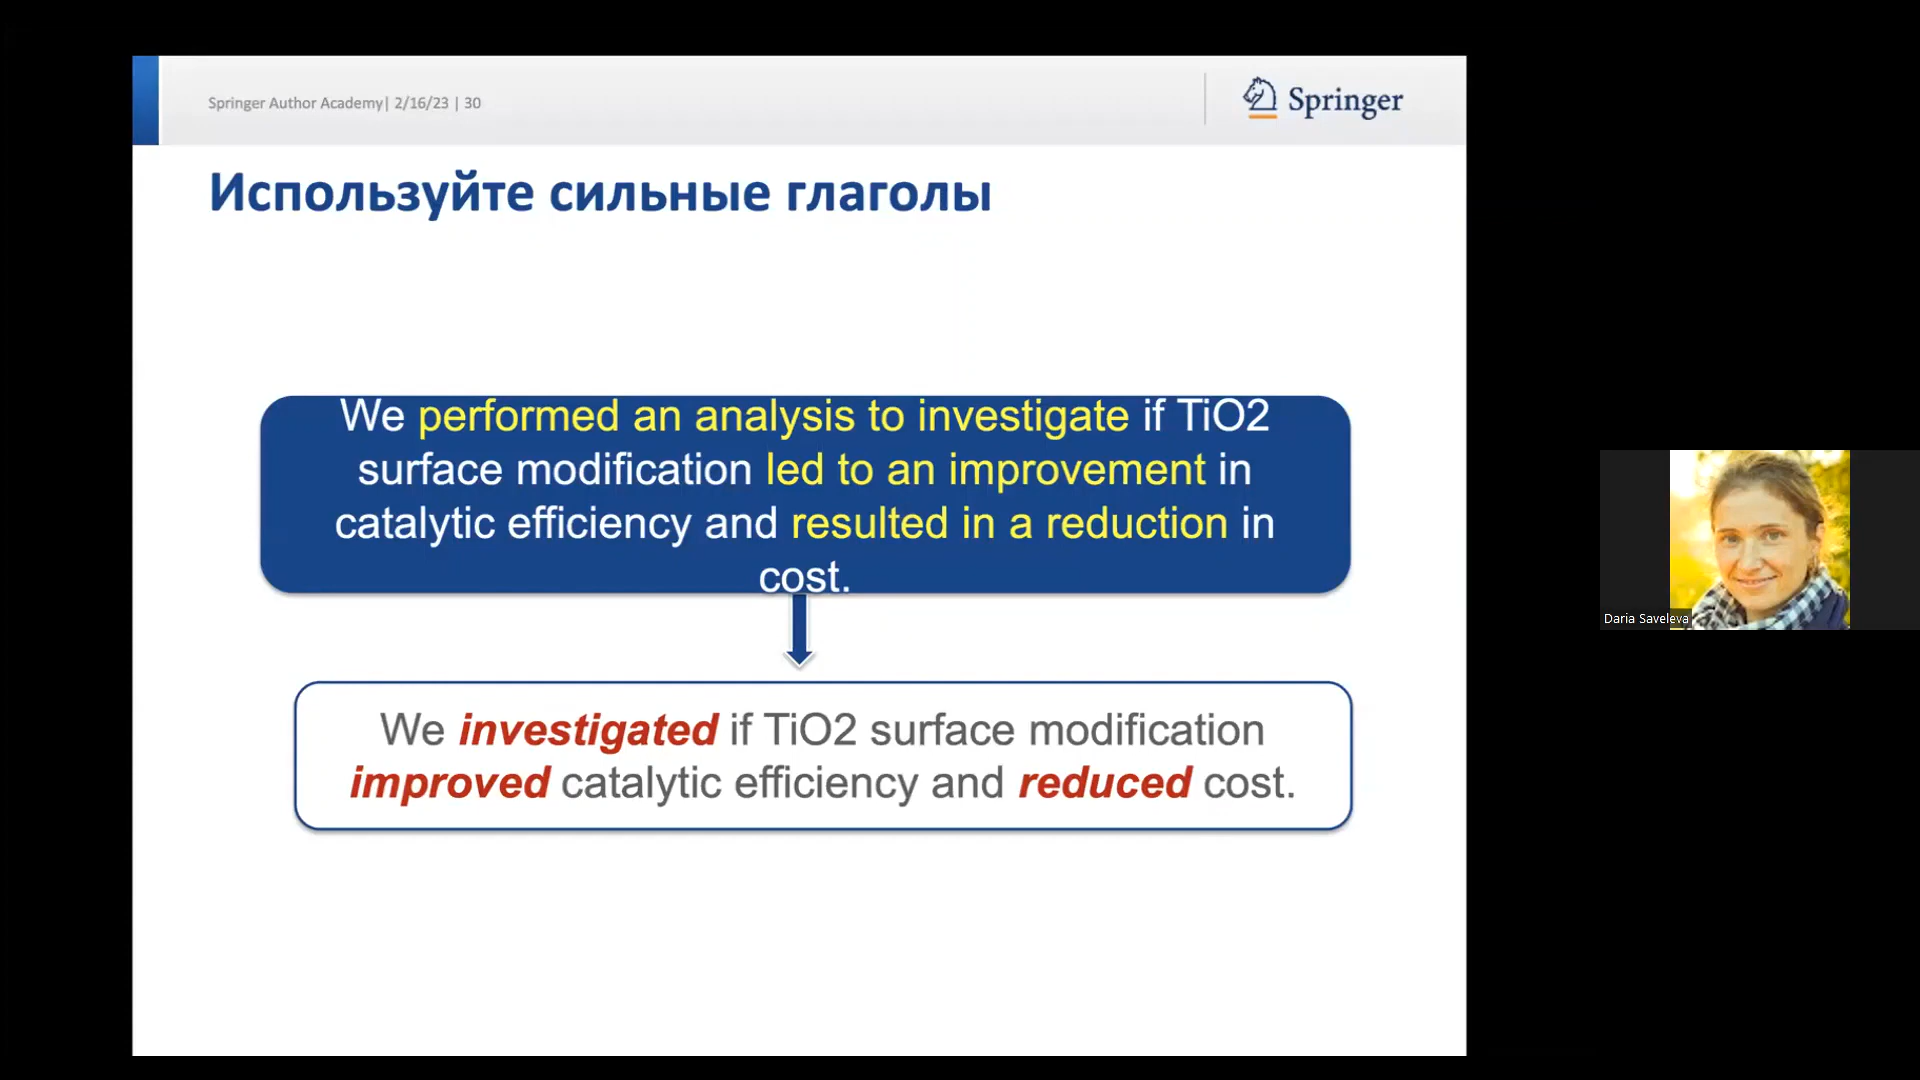 Springer Author Academy| 2/16/23 | 30
Springer
Используйте сильные глаголы
We performed an analysis to investigate if TiO2
surface modification led to an improvement in
catalytic efficiency and resulted in a reduction in
cost.
We investigated if TiO2 surface modification
improved catalytic efficiency and reduced cost.
Daria Saveleva